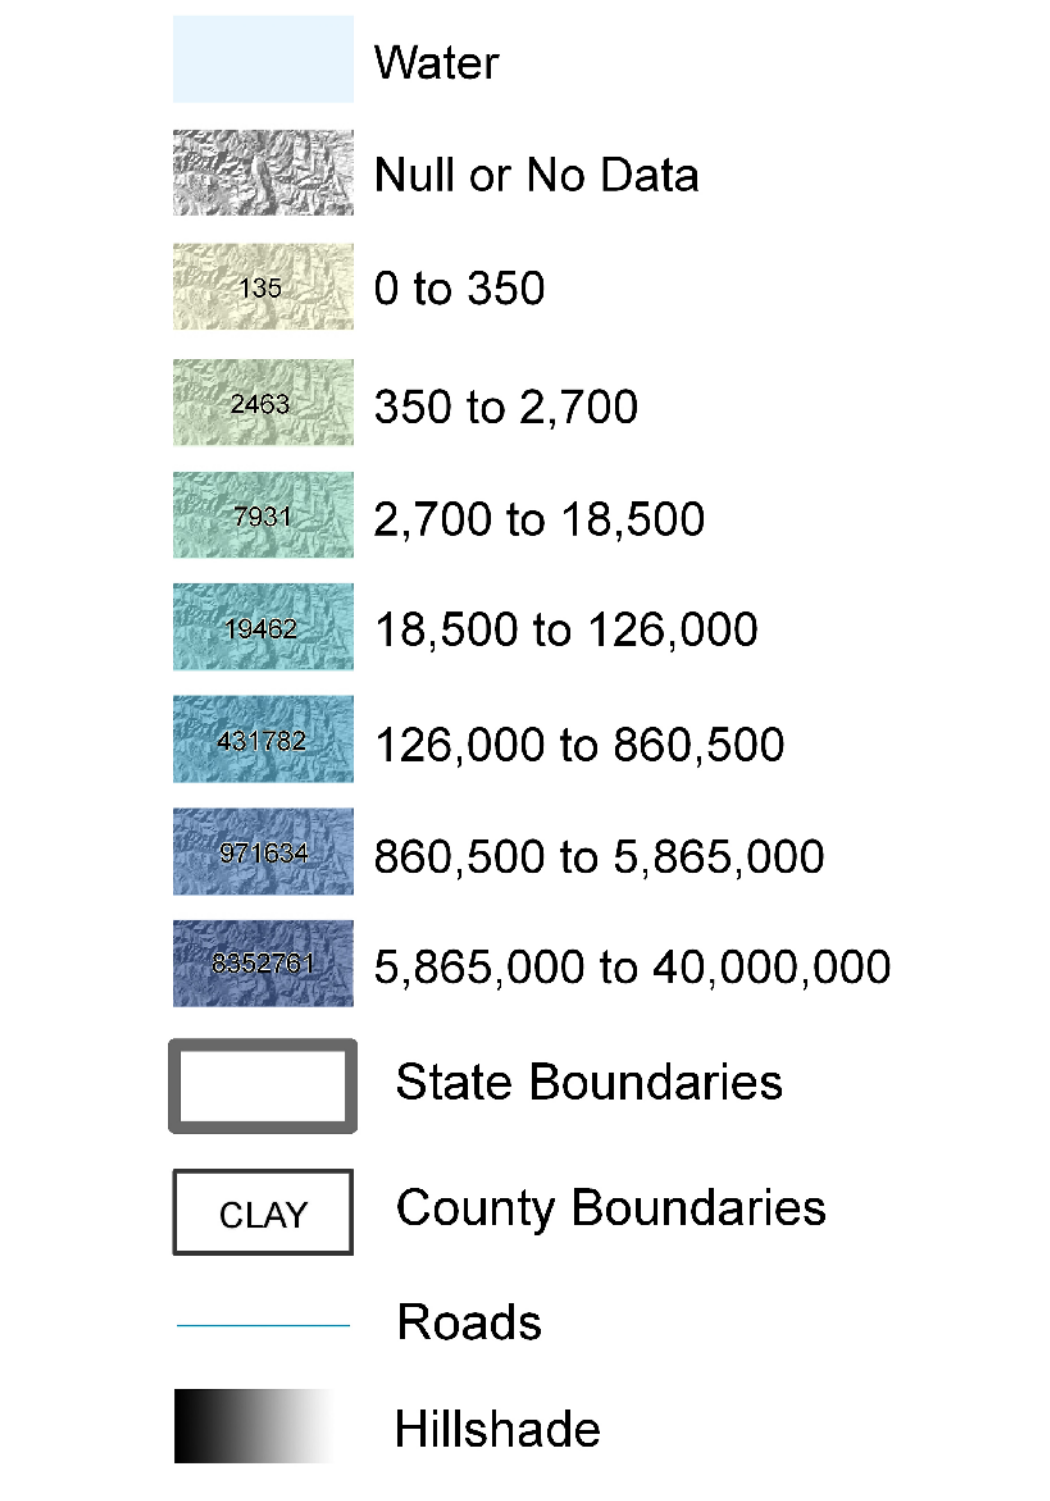 Water
Null or No Data
135 0 to 350
2463 350 to 2,700
7931 2,700 to 18,500
19462 18,500 to 126,000
431782 126,000 to 860,500
971634 860,500 to 5,865,000
8352761 5,865,000 to 40,000,000
State Boundaries
CLAY County Boundaries
Roads
Hillshade